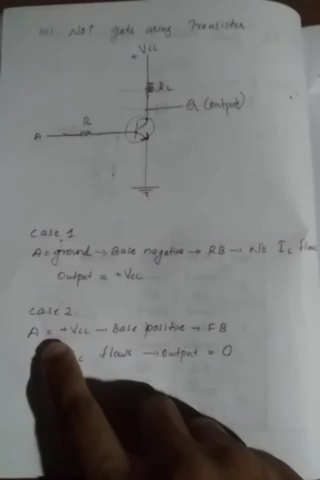 iii) NOT gate using Transistor
+VCC
RL
Q (output)
R
A
Case 1
A = ground → Base negative → RB → No Ic flows
Output = +Vcc
Case 2
A = +Vcc → Base positive → FB
flows → output = 0